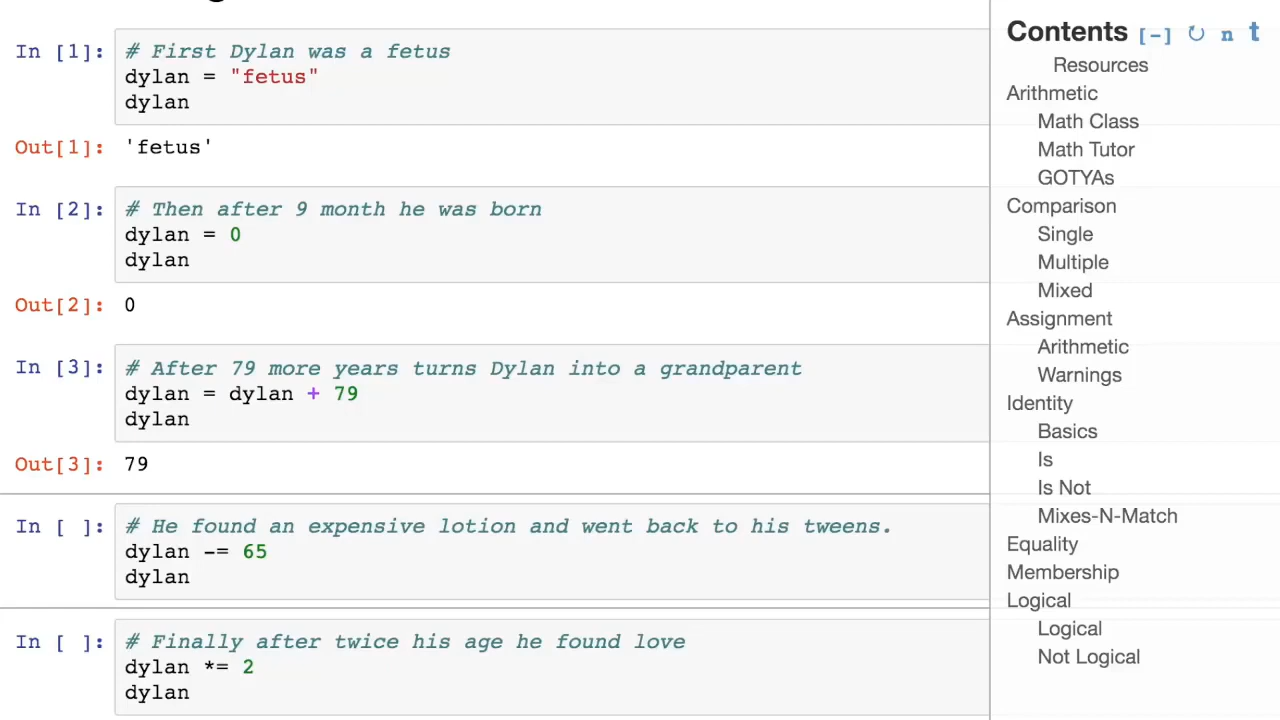 In [1]: # First Dylan was a fetus
dylan = "fetus"
dylan
Out[1]: 'fetus'
In [2]: # Then after 9 month he was born
dylan = 0
dylan
Out[2]: 0
In [3]: # After 79 more years turns Dylan into a grandparent
dylan = dylan + 79
dylan
Out[3]: 79
In [ ]: # He found an expensive lotion and went back to his tweens.
dylan -= 65
dylan
In [ ]: # Finally after twice his age he found love
dylan *= 2
dylan
Contents [-] ↻ n t
Resources
Arithmetic
Math Class
Math Tutor
GOTYAs
Comparison
Single
Multiple
Mixed
Assignment
Arithmetic
Warnings
Identity
Basics
Is
Is Not
Mixes-N-Match
Equality
Membership
Logical
Logical
Not Logical